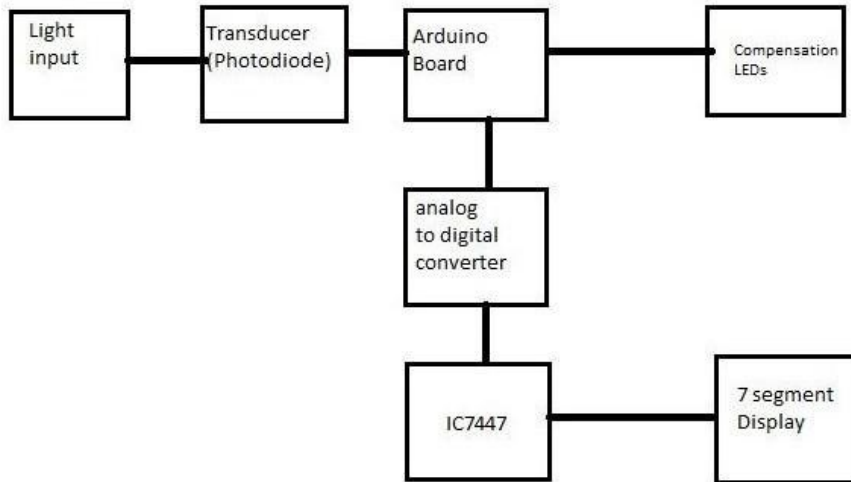 Light
input
Transducer
(Photodiode)
Arduino
Board
Compensation
LEDs
analog
to digital
converter
IC7447
7 segment
Display